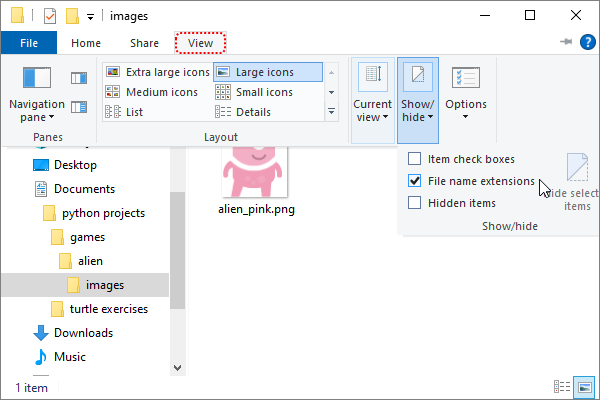 images
File
Home
Share
View
Navigation
pane
Panes
Extra large icons
Large icons
Medium icons
Small icons
List
Details
Layout
Current
view
Show/
hide
Options
Item check boxes
File name extensions
Hidden items
Show/hide
ide select
items
Desktop
Documents
python projects
games
alien
images
turtle exercises
Downloads
Music
alien_pink.png
1 item